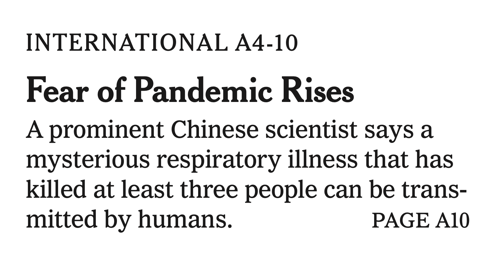 INTERNATIONAL A4-10
Fear of Pandemic Rises
A prominent Chinese scientist says a
mysterious respiratory illness that has
killed at least three people can be trans-
mitted by humans. PAGE A10